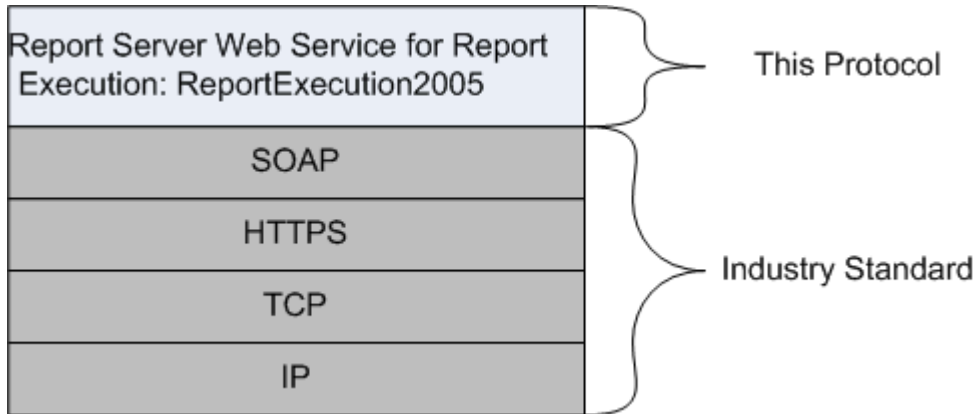 Report Server Web Service for Report
Execution: ReportExecution2005
This Protocol
SOAP
HTTPS
TCP
IP
Industry Standard